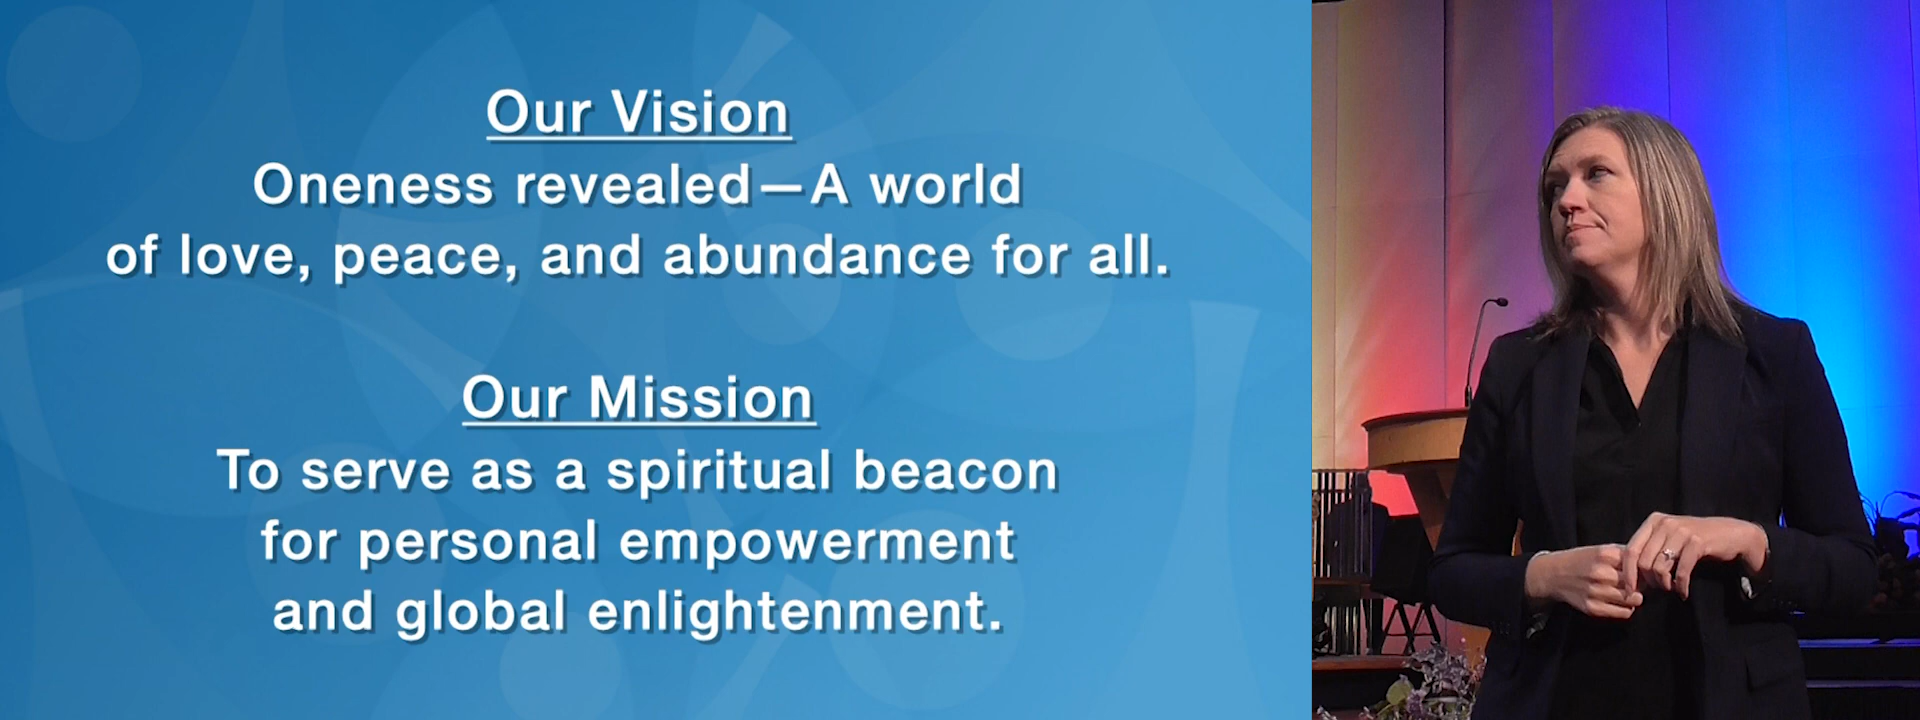 Our Vision
Oneness revealed—A world
of love, peace, and abundance for all.
Our Mission
To serve as a spiritual beacon
for personal empowerment
and global enlightenment.